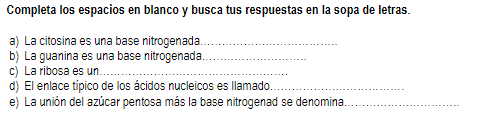 Completa los espacios en blanco y busca tus respuestas en la sopa de letras.
a) La citosina es una base nitrogenada......................................
b) La guanina es una base nitrogenada.............................
c) La ribosa es un.....................................................
d) El enlace típico de los ácidos nucleicos es llamado......................................
e) La unión del azúcar pentosa más la base nitrogenad se denomina................................